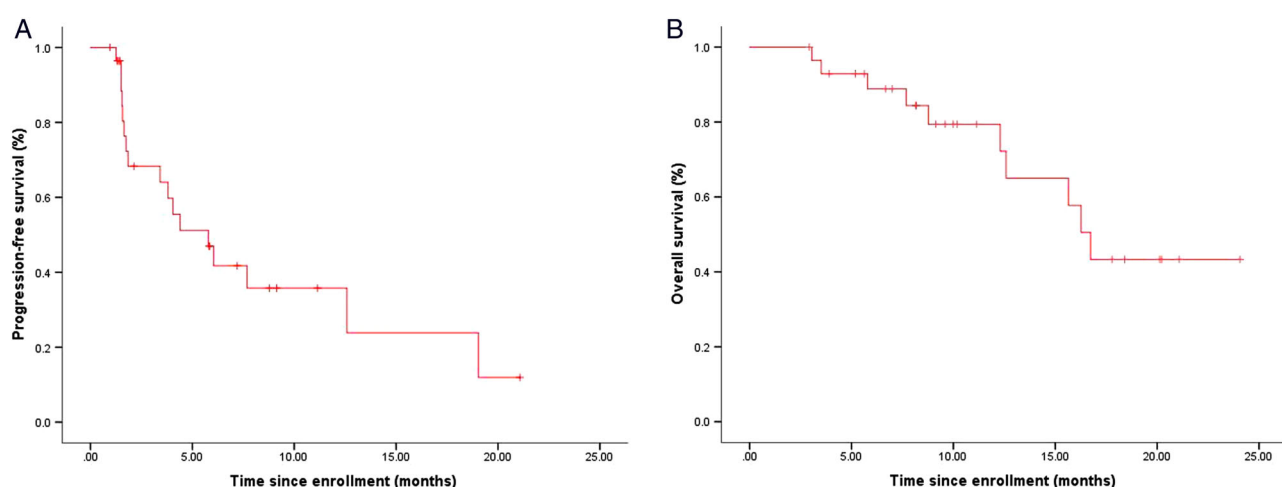 A
Progression-free survival (%)
1.0
0.8
0.6
0.4
0.2
0.0
.00 5.00 10.00 15.00 20.00 25.00
Time since enrollment (months)
B
Overall survival (%)
1.0
0.8
0.6
0.4
0.2
0.0
.00 5.00 10.00 15.00 20.00 25.00
Time since enrollment (months)